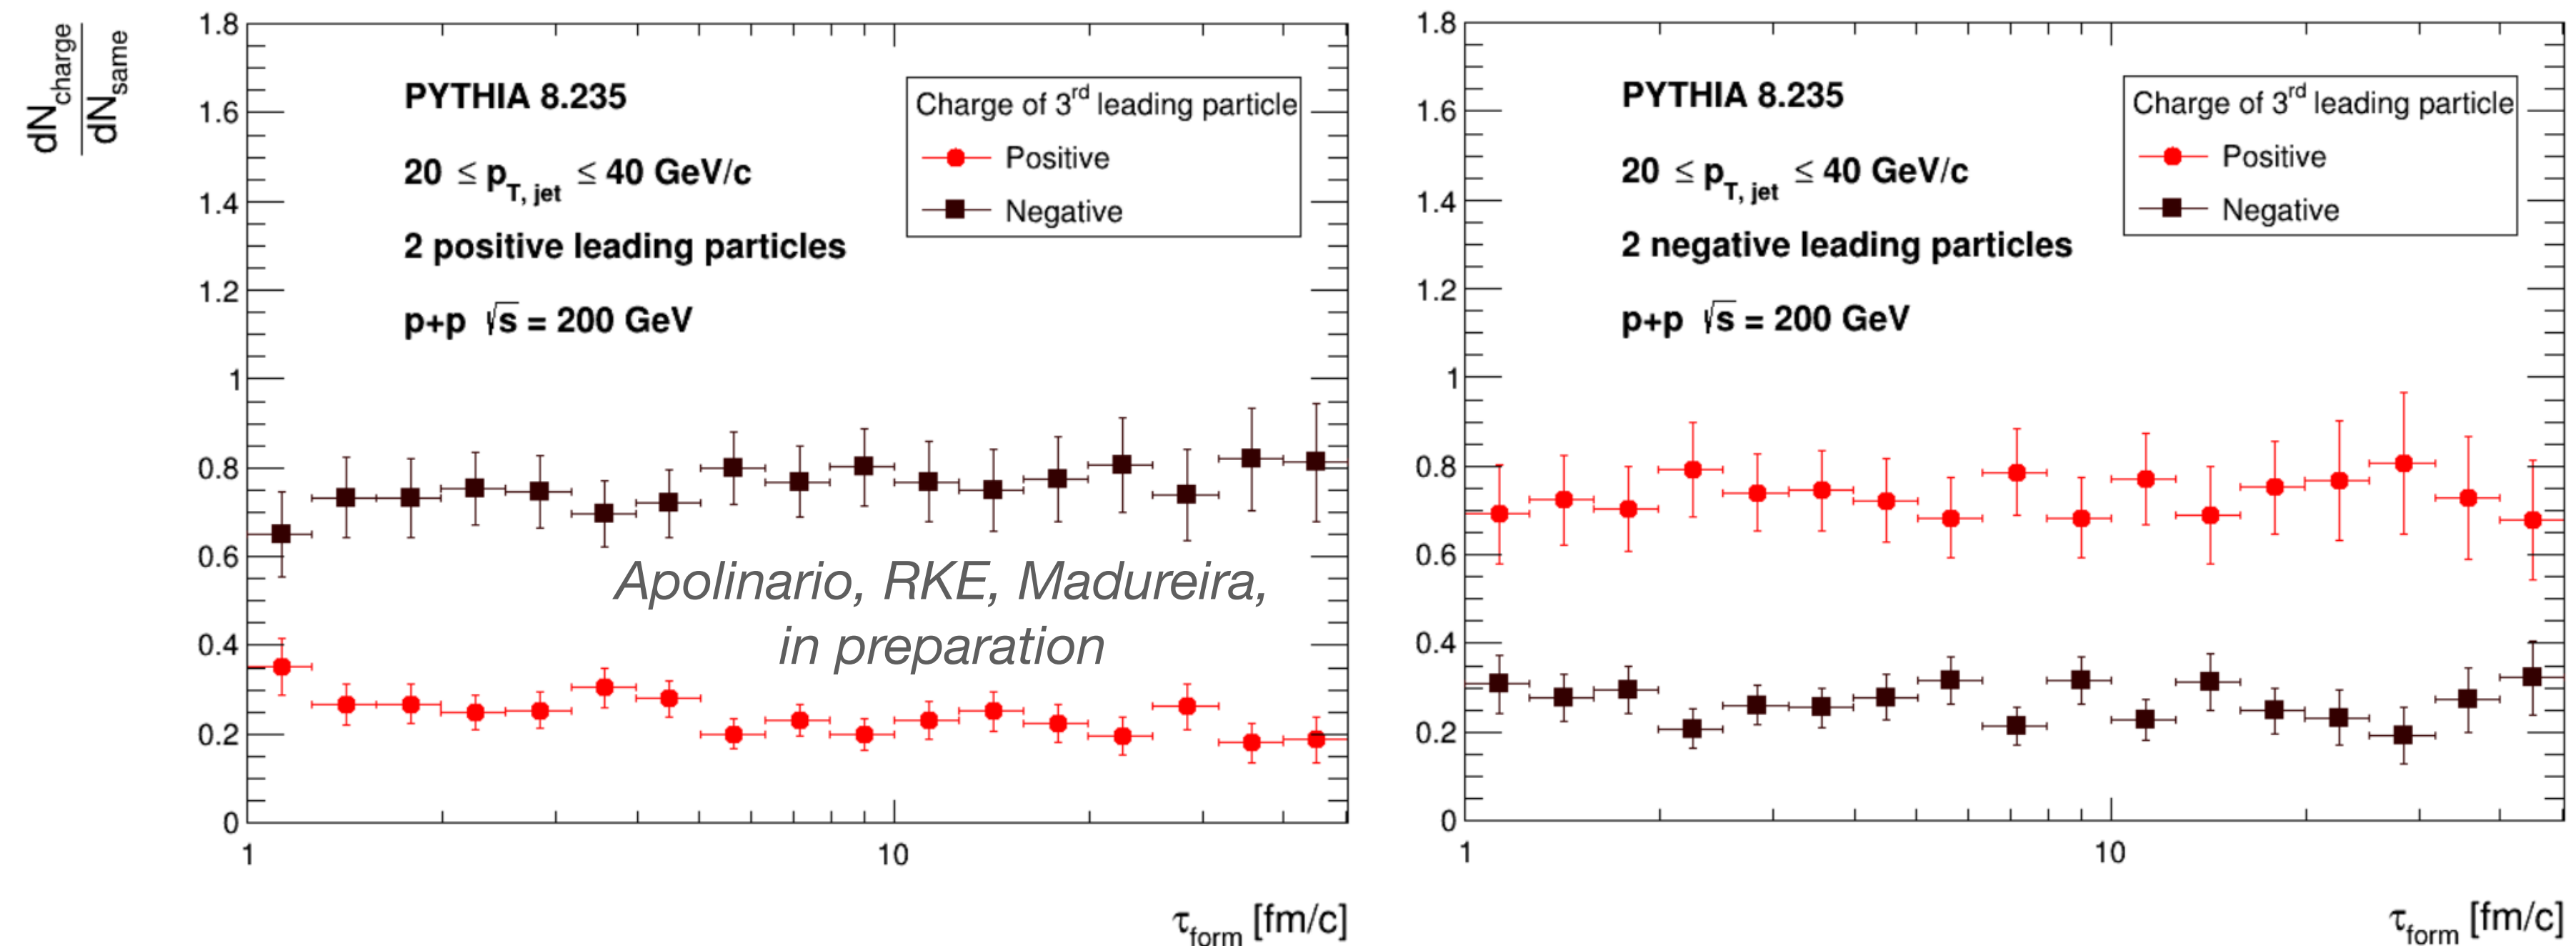 dN_charge
dN_same
1.8
1.6
1.4
1.2
1
0.8
0.6
0.4
0.2
0
PYTHIA 8.235
20 ≤ p_T, jet ≤ 40 GeV/c
2 positive leading particles
p+p √s = 200 GeV
Charge of 3rd leading particle
Positive
Negative
Apolinario, RKE, Madureira,
in preparation
1 10
τ_form [fm/c]
1.8
1.6
1.4
1.2
1
0.8
0.6
0.4
0.2
0
PYTHIA 8.235
20 ≤ p_T, jet ≤ 40 GeV/c
2 negative leading particles
p+p √s = 200 GeV
Charge of 3rd leading particle
Positive
Negative
1 10
τ_form [fm/c]